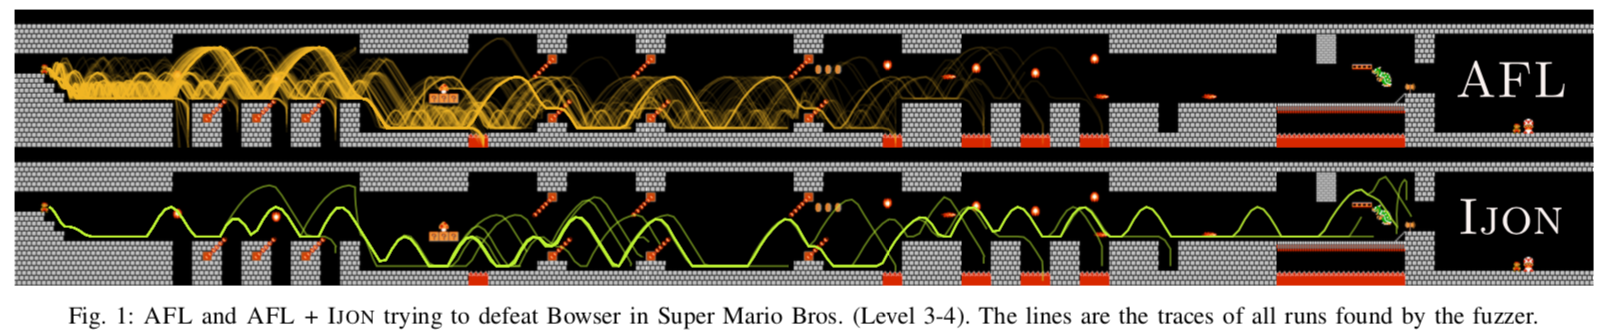 AFL
IJON
Fig. 1: AFL and AFL + IJON trying to defeat Bowser in Super Mario Bros. (Level 3-4). The lines are the traces of all runs found by the fuzzer.